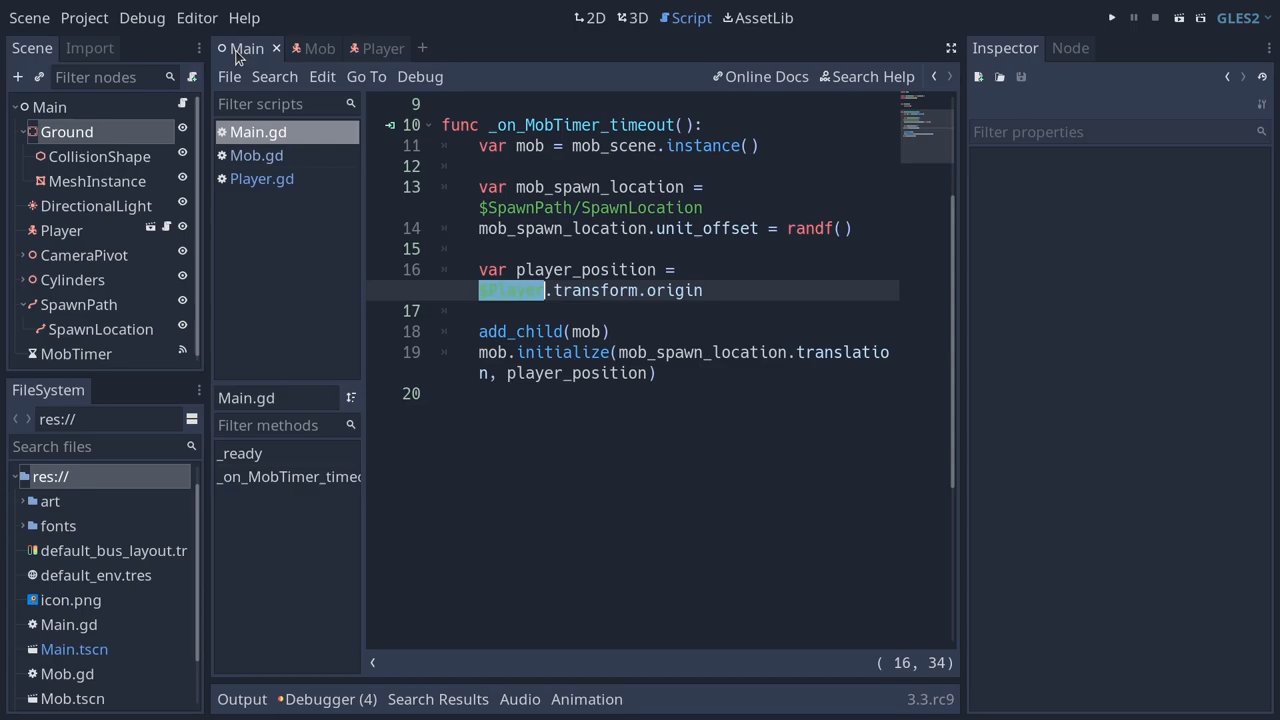 Scene Project Debug Editor Help
2D 3D Script AssetLib
GLES2
Scene Import
Filter nodes
Main
Ground
CollisionShape
MeshInstance
DirectionalLight
Player
CameraPivot
Cylinders
SpawnPath
SpawnLocation
MobTimer
FileSystem
res://
Search files
res://
art
fonts
default_bus_layout.tr
default_env.tres
icon.png
Main.gd
Main.tscn
Mob.gd
Mob.tscn
Main Mob Player
File Search Edit Go To Debug
Online Docs Search Help
Filter scripts
Main.gd
Mob.gd
Player.gd
Main.gd
Filter methods
_ready
_on_MobTimer_timeo
9
10 func _on_MobTimer_timeout():
11 var mob = mob_scene.instance()
12
13 var mob_spawn_location =
$SpawnPath/SpawnLocation
14 mob_spawn_location.unit_offset = randf()
15
16 var player_position =
$Player.transform.origin
17
18 add_child(mob)
19 mob.initialize(mob_spawn_location.translatio
n, player_position)
20
( 16, 34)
Output Debugger (4) Search Results Audio Animation
3.3.rc9
Inspector Node
Filter properties